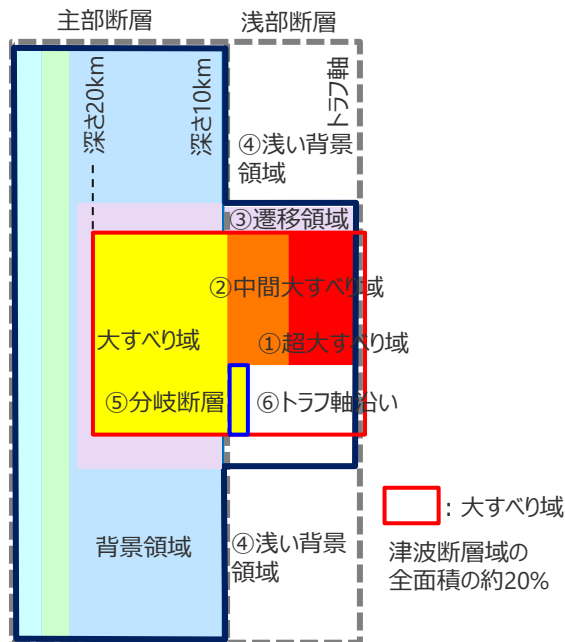 主部断層
浅部断層
深さ20km
深さ10km
トラフ軸
④浅い背景
領域
③遷移領域
②中間大すべり域
大すべり域
①超大すべり域
⑤分岐断層
⑥トラフ軸沿い
背景領域
④浅い背景
領域
：大すべり域
津波断層域の
全面積の約20%